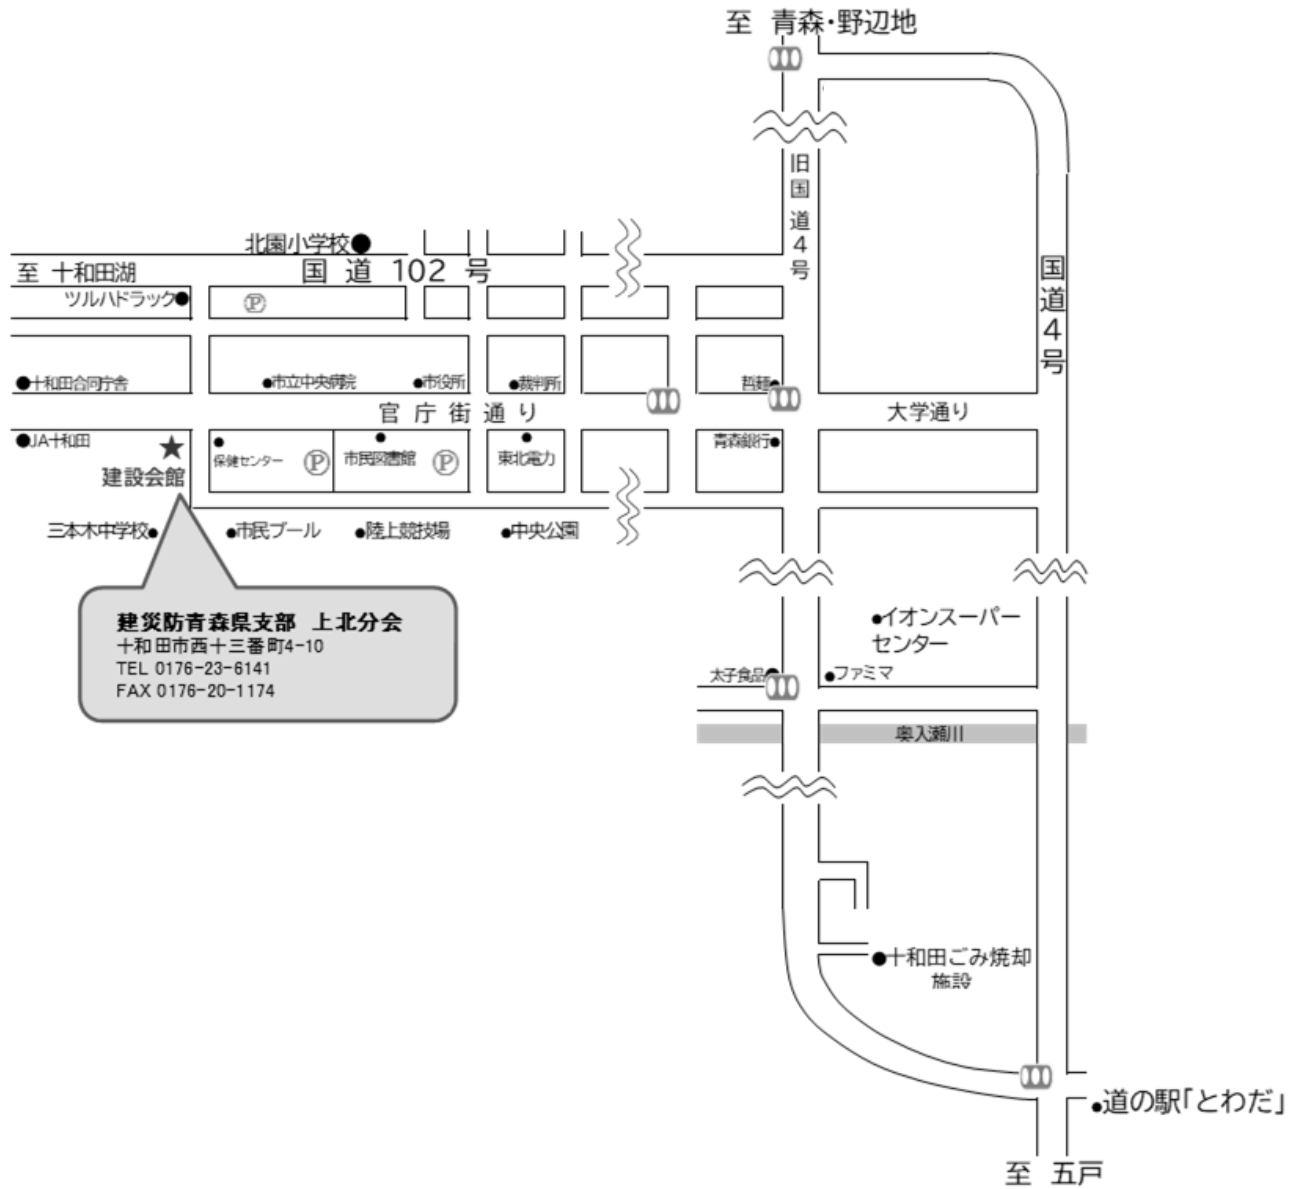 至 青森・野辺地
旧国道4号
北園小学校
至 十和田湖
国道102号
国道4号
ツルハドラック
Ⓟ
十和田合同庁舎
市立中央病院
市役所
裁判所
哲麺
官庁街通り
大学通り
JA十和田
保健センター
Ⓟ
市民図書館
Ⓟ
東北電力
青森銀行
★
建設会館
三本木中学校
市民プール
陸上競技場
中央公園
建災防青森県支部 上北分会
十和田市西十三番町4-10
TEL 0176-23-6141
FAX 0176-20-1174
イオンスーパー
センター
太子食品
ファミマ
奥入瀬川
十和田ごみ焼却
施設
道の駅「とわだ」
至 五戸